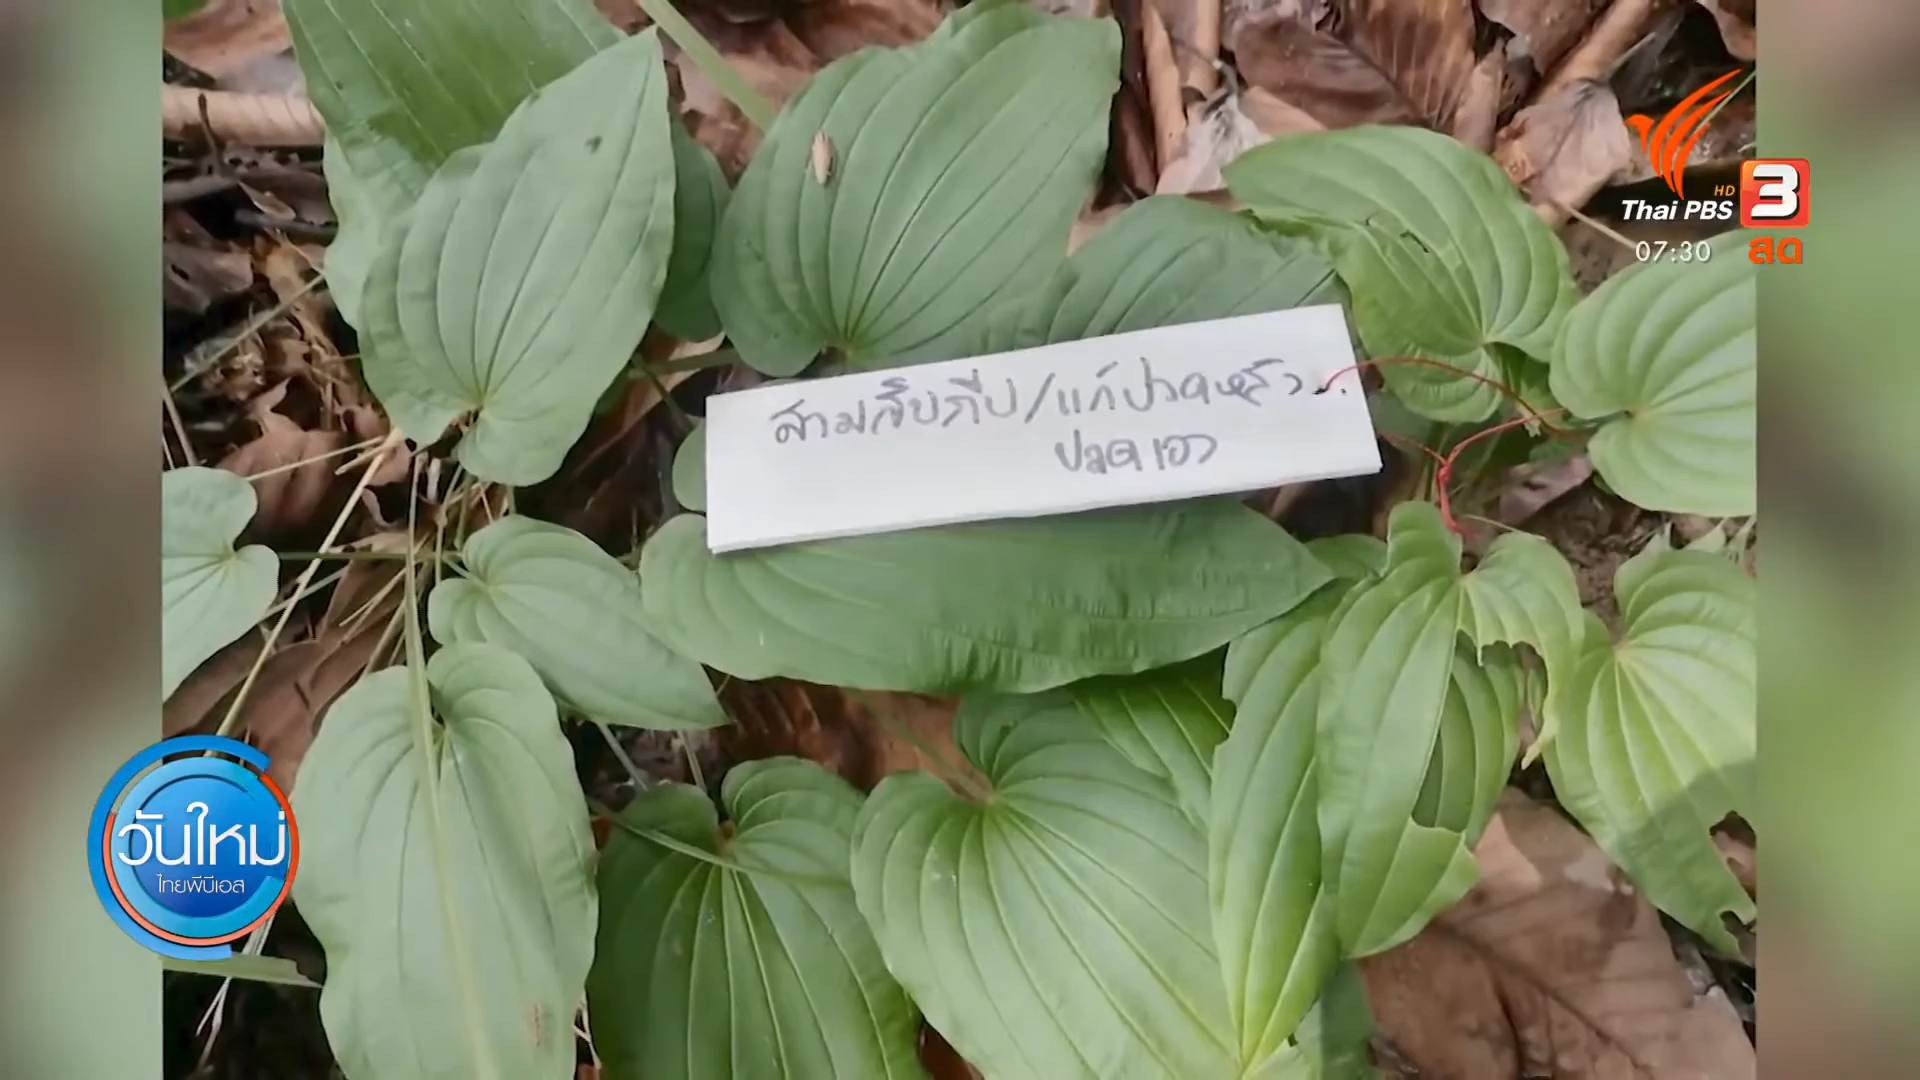 Thai PBS HD 3
07:30 สด
สามสิบกีบ/แก้ปวดหลัง
ปวดเอว
วันใหม่
ไทยพีบีเอส